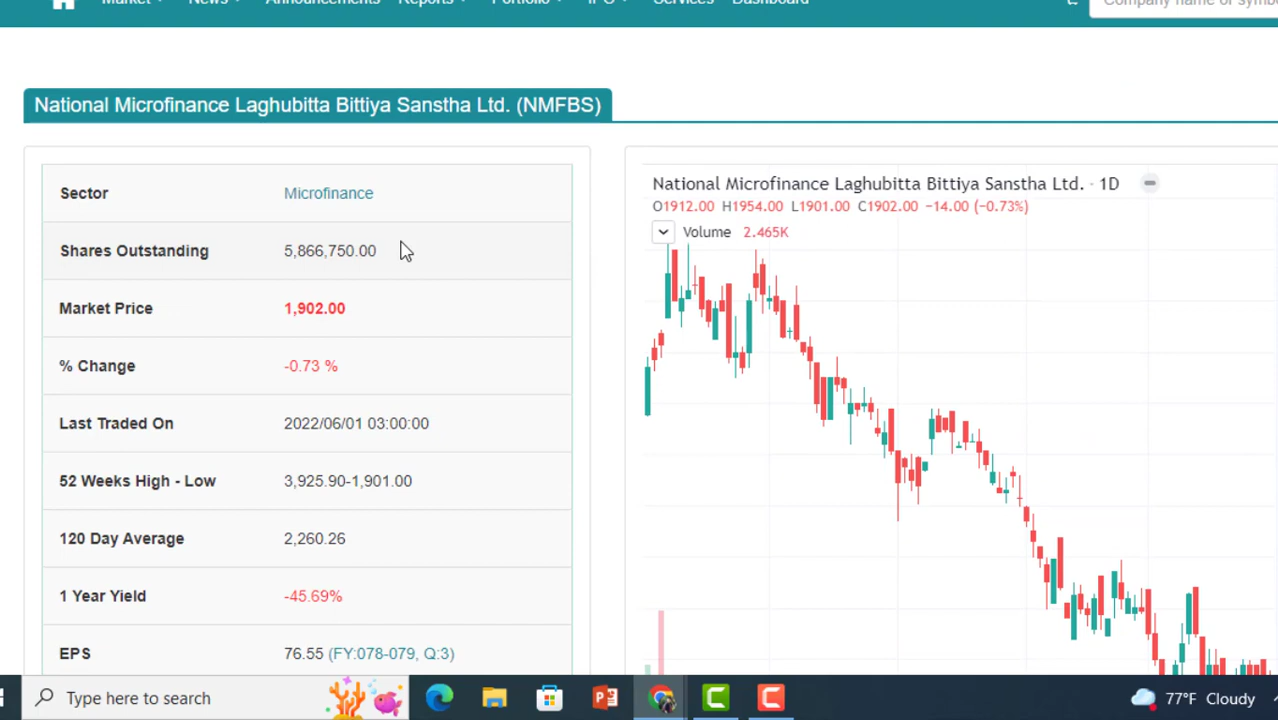 Market News Announcements Reports Portfolio IPO Services Dashboard
Company name or symb
National Microfinance Laghubitta Bittiya Sanstha Ltd. (NMFBS)
Sector Microfinance
Shares Outstanding 5,866,750.00
Market Price 1,902.00
% Change -0.73 %
Last Traded On 2022/06/01 03:00:00
52 Weeks High - Low 3,925.90-1,901.00
120 Day Average 2,260.26
1 Year Yield -45.69%
EPS 76.55 (FY:078-079, Q:3)
National Microfinance Laghubitta Bittiya Sanstha Ltd. · 1D
O1912.00 H1954.00 L1901.00 C1902.00 −14.00 (−0.73%)
Volume 2.465K
Type here to search
77°F Cloudy